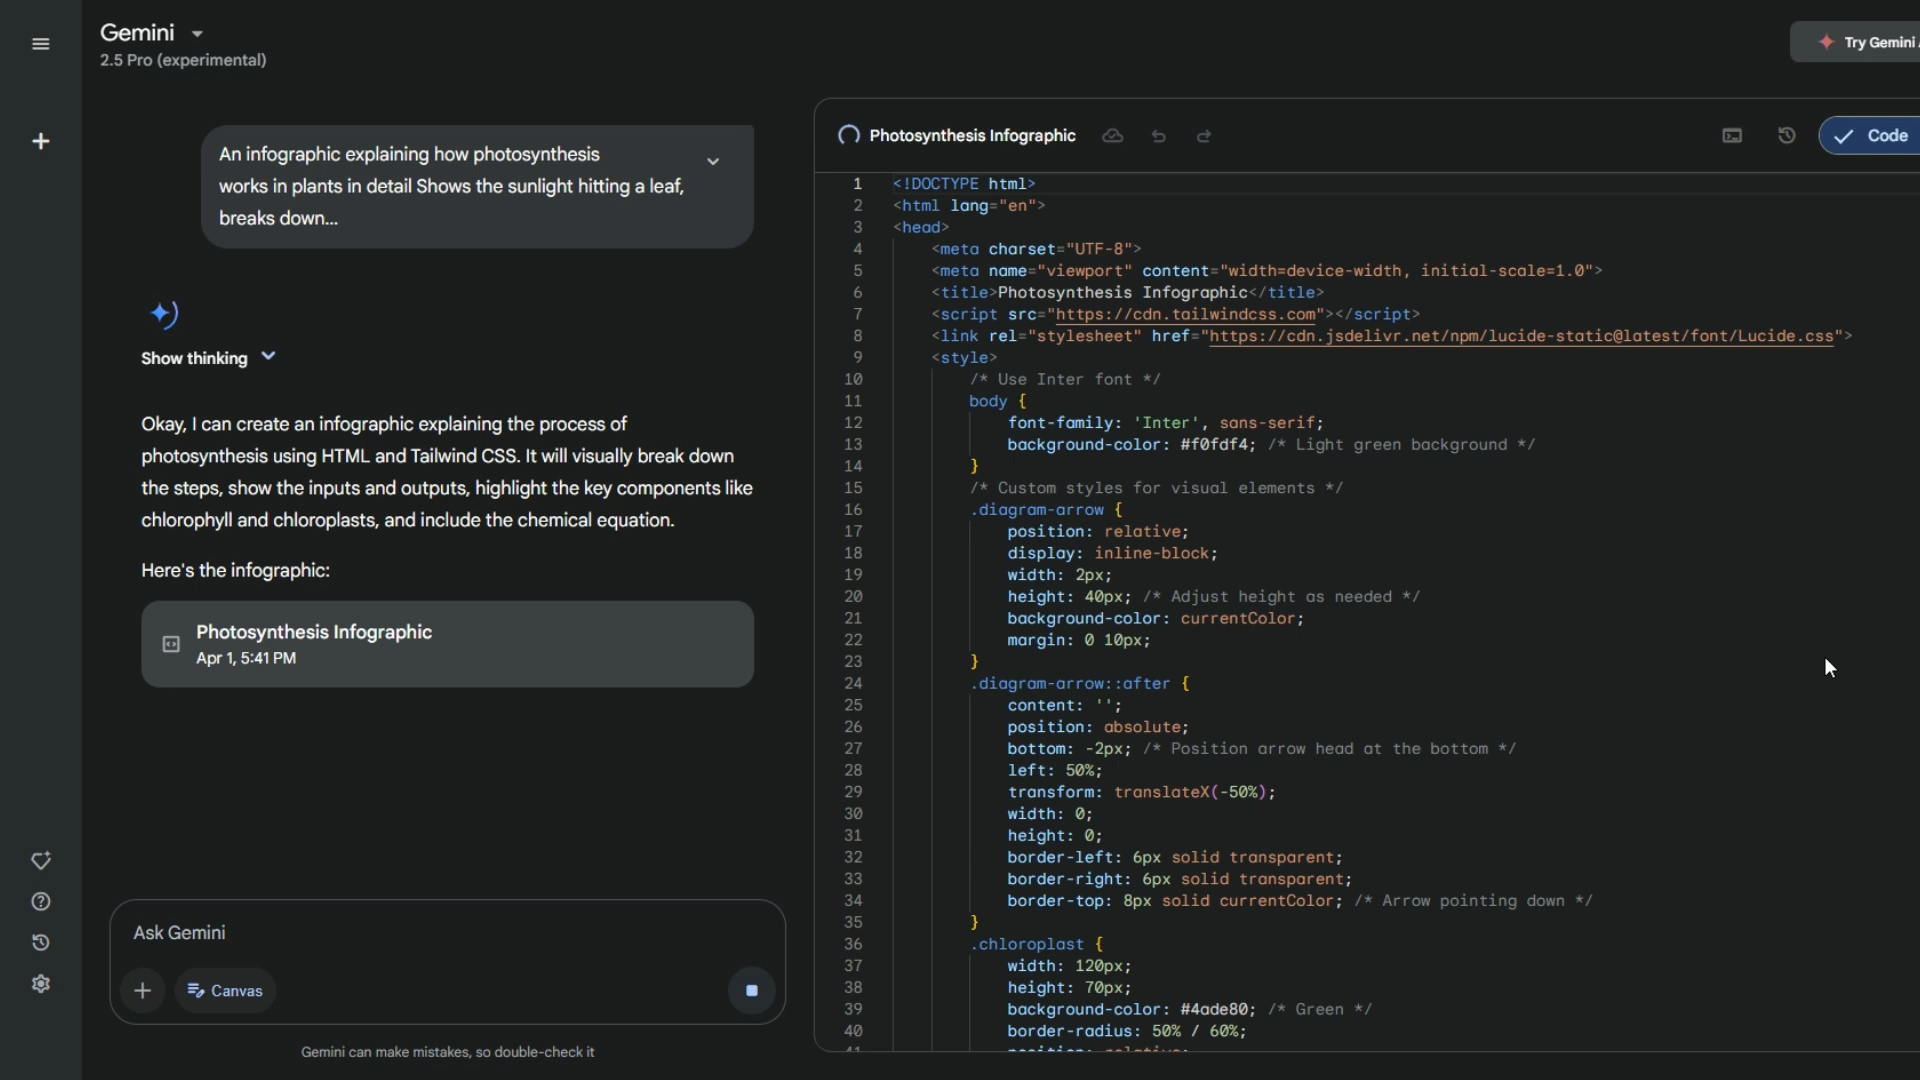 Gemini
2.5 Pro (experimental)
Try Gemini
An infographic explaining how photosynthesis
works in plants in detail Shows the sunlight hitting a leaf,
breaks down...
Show thinking
Okay, I can create an infographic explaining the process of
photosynthesis using HTML and Tailwind CSS. It will visually break down
the steps, show the inputs and outputs, highlight the key components like
chlorophyll and chloroplasts, and include the chemical equation.
Here's the infographic:
Photosynthesis Infographic
Apr 1, 5:41 PM
Ask Gemini
Canvas
Gemini can make mistakes, so double-check it
Photosynthesis Infographic
Code
1 <!DOCTYPE html>
2 <html lang="en">
3 <head>
4 <meta charset="UTF-8">
5 <meta name="viewport" content="width=device-width, initial-scale=1.0">
6 <title>Photosynthesis Infographic</title>
7 <script src="https://cdn.tailwindcss.com"></script>
8 <link rel="stylesheet" href="https://cdn.jsdelivr.net/npm/lucide-static@latest/font/Lucide.css">
9 <style>
10 /* Use Inter font */
11 body {
12 font-family: 'Inter', sans-serif;
13 background-color: #f0fdf4; /* Light green background */
14 }
15 /* Custom styles for visual elements */
16 .diagram-arrow {
17 position: relative;
18 display: inline-block;
19 width: 2px;
20 height: 40px; /* Adjust height as needed */
21 background-color: currentColor;
22 margin: 0 10px;
23 }
24 .diagram-arrow::after {
25 content: '';
26 position: absolute;
27 bottom: -2px; /* Position arrow head at the bottom */
28 left: 50%;
29 transform: translateX(-50%);
30 width: 0;
31 height: 0;
32 border-left: 6px solid transparent;
33 border-right: 6px solid transparent;
34 border-top: 8px solid currentColor; /* Arrow pointing down */
35 }
36 .chloroplast {
37 width: 120px;
38 height: 70px;
39 background-color: #4ade80; /* Green */
40 border-radius: 50% / 60%;